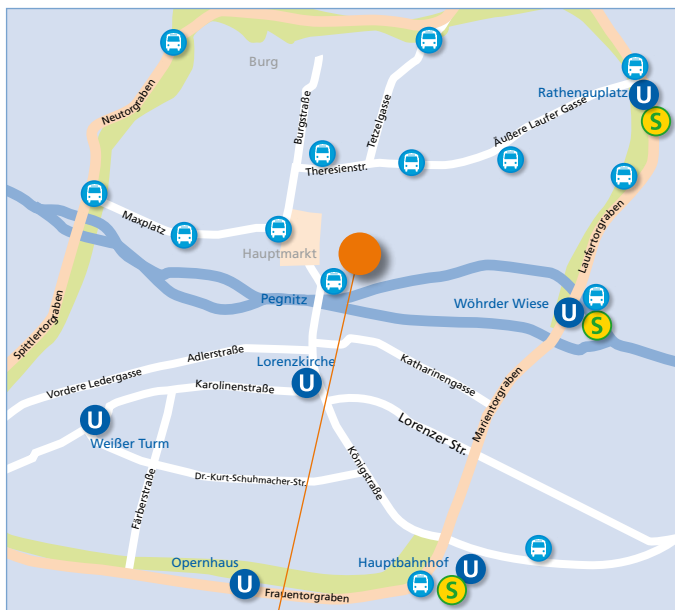 Burg
Neutorgraben
Burgstraße
Tetzelgasse
Rathenauplatz
U
S
Äußere Laufer Gasse
Theresienstr.
Maxplatz
Hauptmarkt
Laufertorgraben
Pegnitz
Wöhrder Wiese
U
S
Spittlertorgraben
Adlerstraße
Vordere Ledergasse
Lorenzkirche
U
Karolinenstraße
Katharinengasse
Marientorgraben
U
Weißer Turm
Lorenzer Str.
Königstraße
Dr.-Kurt-Schuhmacher-Str.
Färberstraße
Opernhaus
U
Hauptbahnhof
U
S
Frauentorgraben